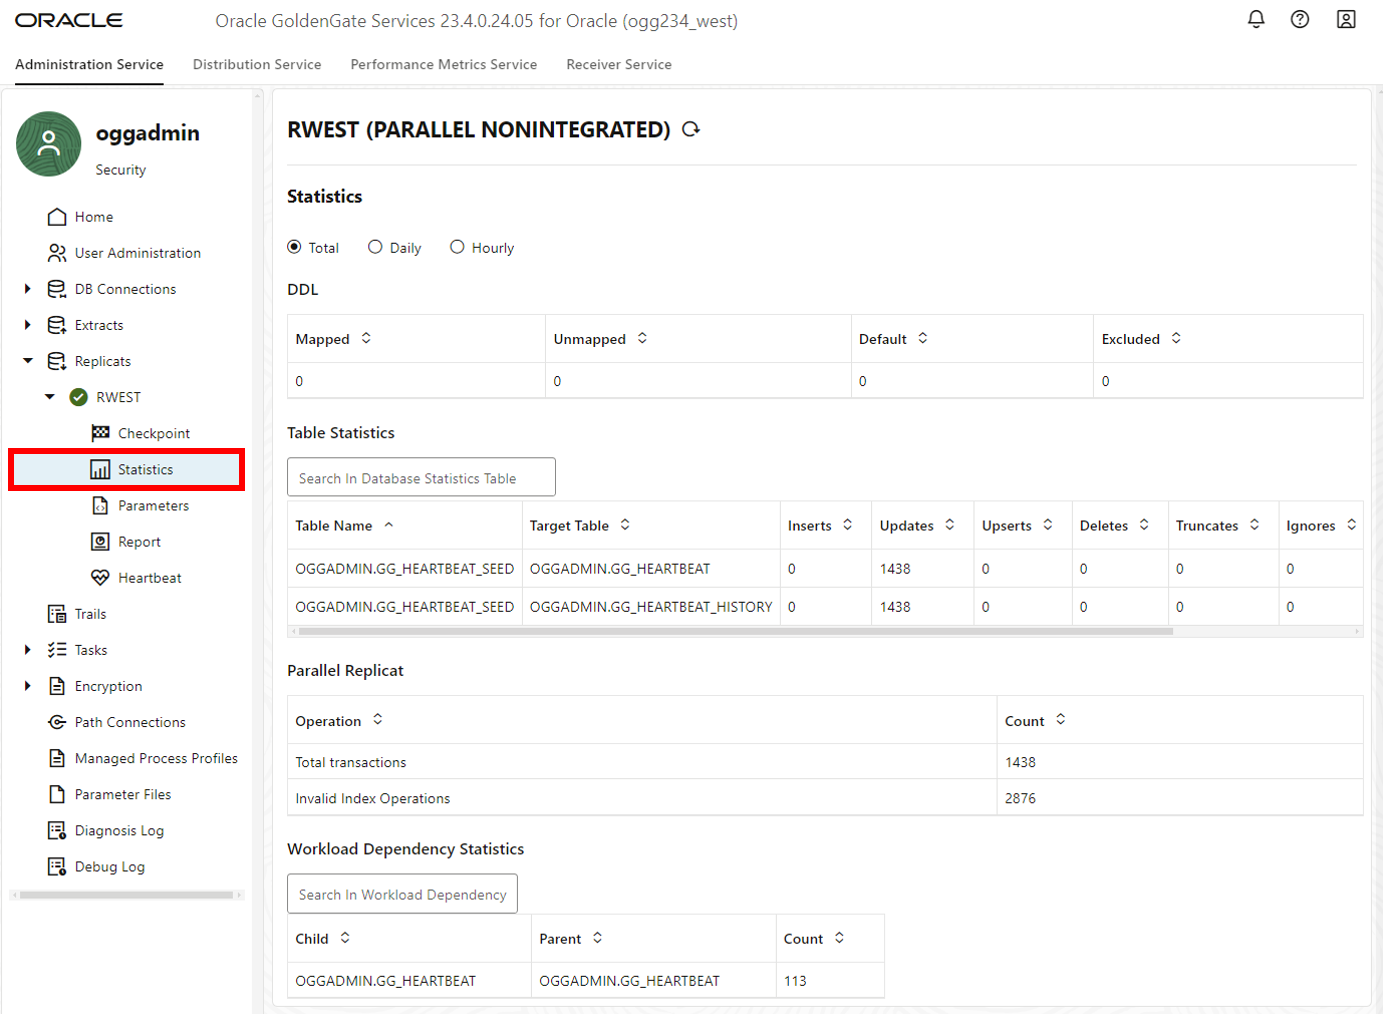 ORACLE
Oracle GoldenGate Services 23.4.0.24.05 for Oracle (ogg234_west)
Administration Service Distribution Service Performance Metrics Service Receiver Service
oggadmin
Security
Home
User Administration
DB Connections
Extracts
Replicats
RWEST
Checkpoint
Statistics
Parameters
Report
Heartbeat
Trails
Tasks
Encryption
Path Connections
Managed Process Profiles
Parameter Files
Diagnosis Log
Debug Log
RWEST (PARALLEL NONINTEGRATED)
Statistics
Total Daily Hourly
DDL
Mapped Unmapped Default Excluded
0 0 0 0
Table Statistics
Search In Database Statistics Table
Table Name Target Table Inserts Updates Upserts Deletes Truncates Ignores
OGGADMIN.GG_HEARTBEAT_SEED OGGADMIN.GG_HEARTBEAT 0 1438 0 0 0 0
OGGADMIN.GG_HEARTBEAT_SEED OGGADMIN.GG_HEARTBEAT_HISTORY 0 1438 0 0 0 0
Parallel Replicat
Operation Count
Total transactions 1438
Invalid Index Operations 2876
Workload Dependency Statistics
Search In Workload Dependency
Child Parent Count
OGGADMIN.GG_HEARTBEAT OGGADMIN.GG_HEARTBEAT 113